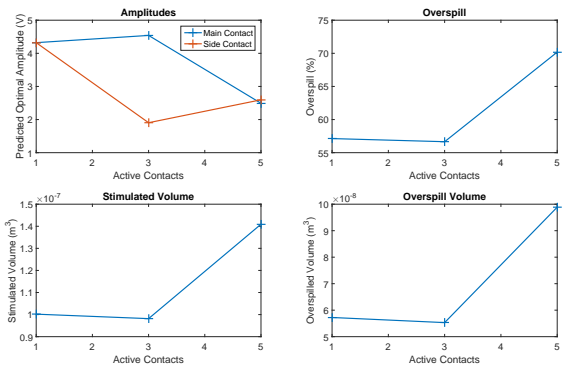 Amplitudes
Predicted Optimal Amplitude (V)
5
4
3
2
1
Main Contact
Side Contact
1 2 3 4 5
Active Contacts
Overspill
Overspill (%)
75
70
65
60
55
1 2 3 4 5
Active Contacts
Stimulated Volume
×10⁻⁷
Stimulated Volume (m³)
1.5
1.4
1.3
1.2
1.1
1
0.9
1 2 3 4 5
Active Contacts
Overspill Volume
×10⁻⁸
Overspilled Volume (m³)
10
9
8
7
6
5
1 2 3 4 5
Active Contacts